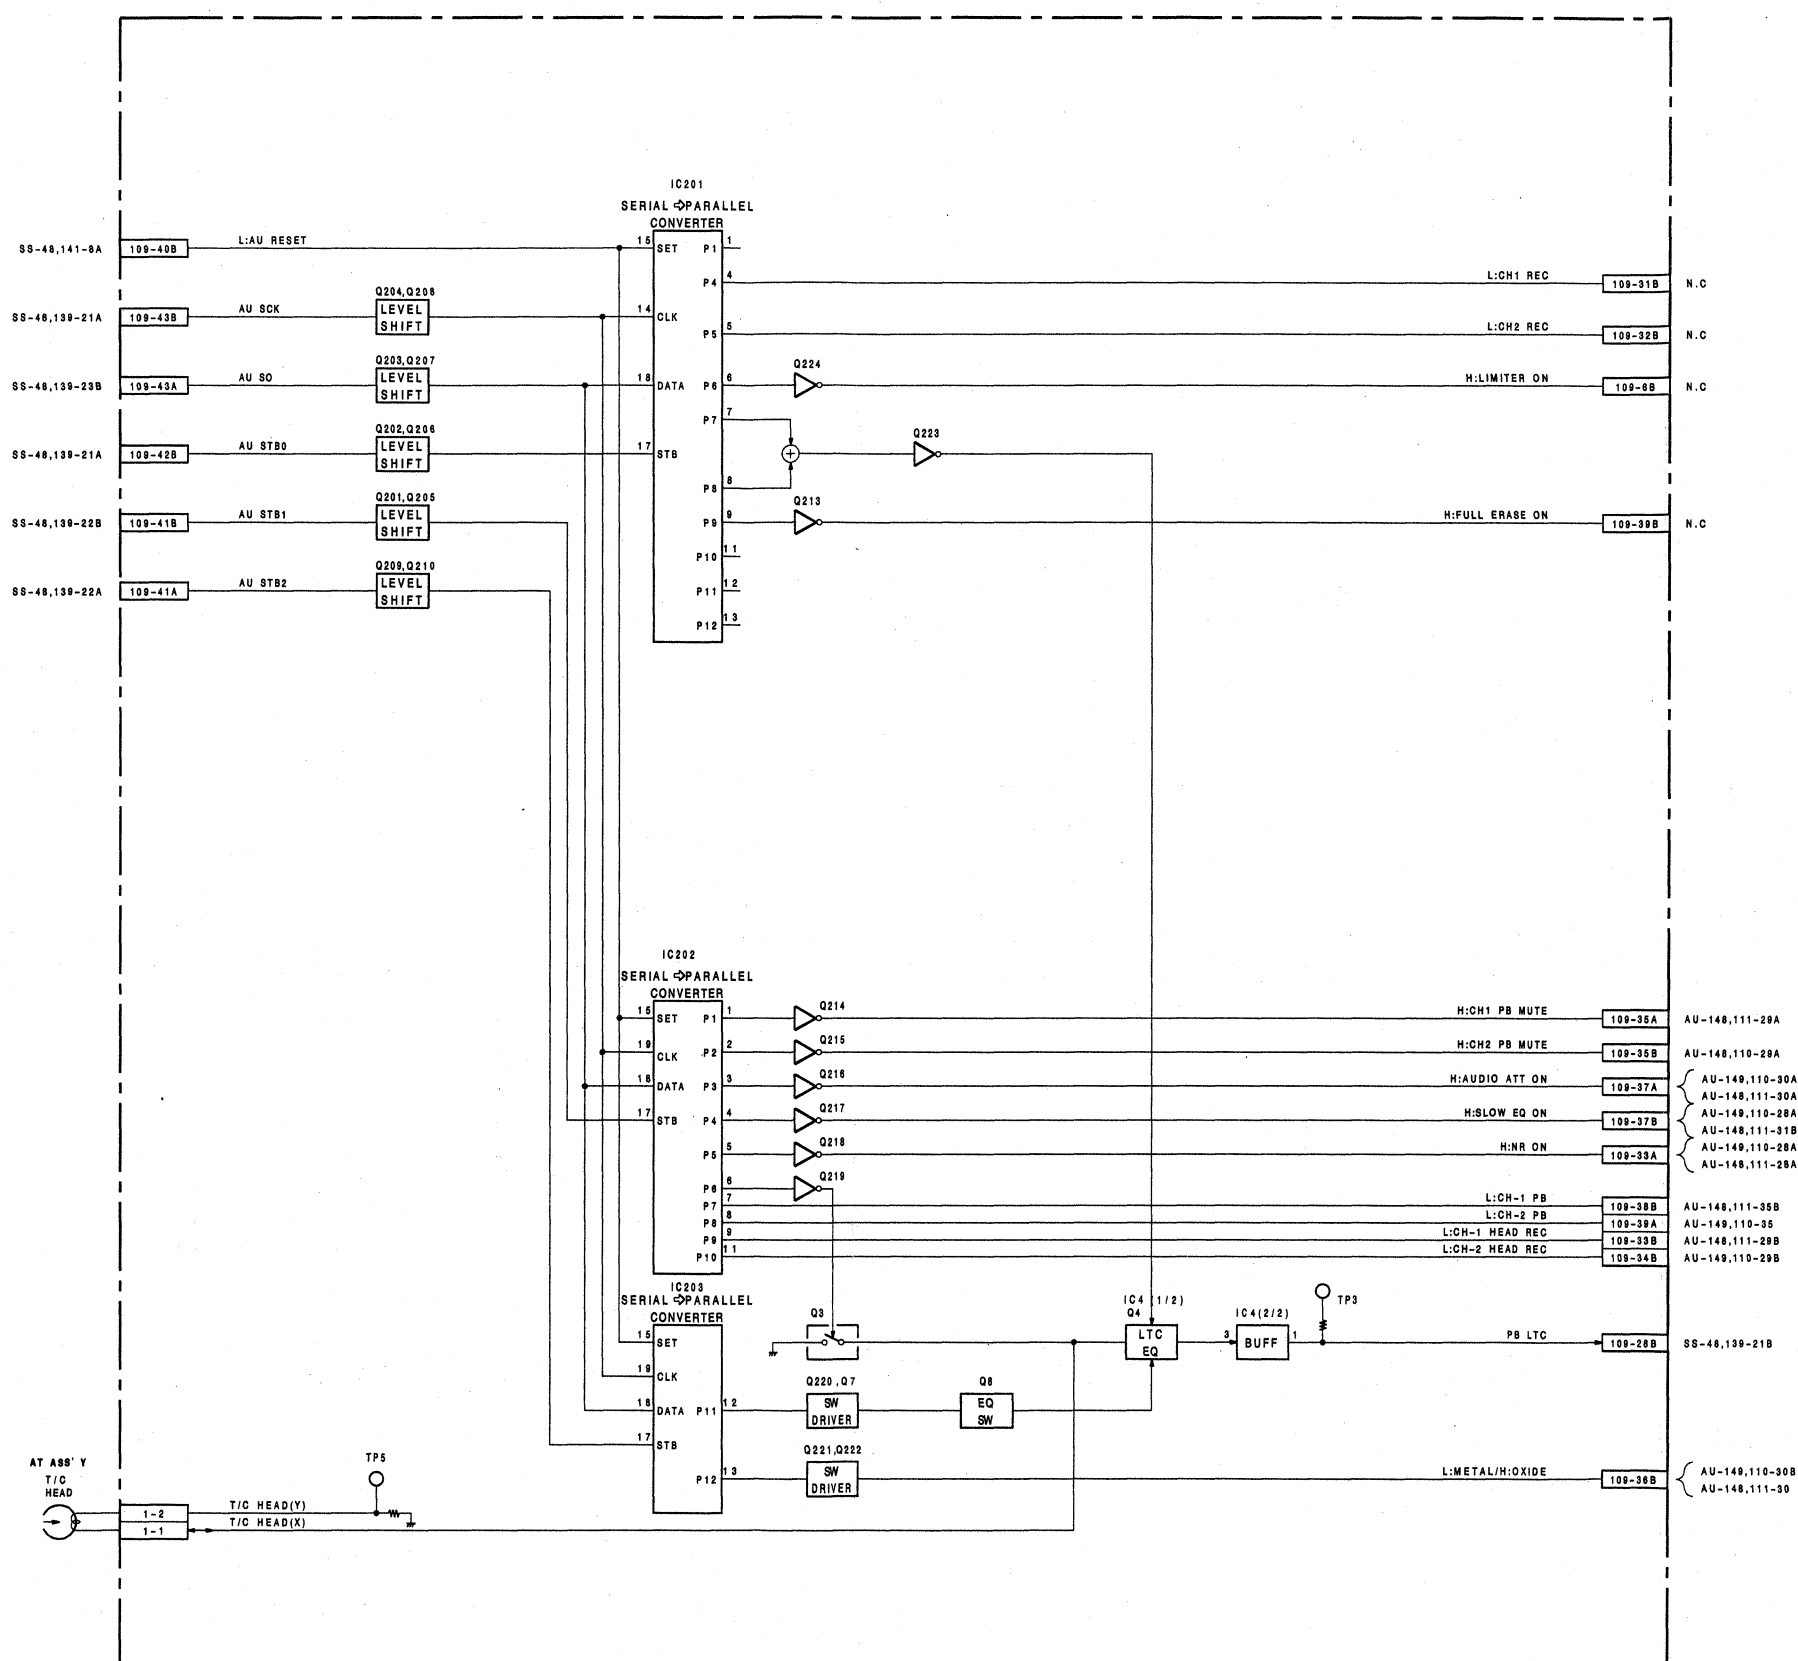 IC201
SERIAL ⇨PARALLEL
CONVERTER
SS-48,141-8A 109-40B L:AU RESET 15 SET P1 1
P4 4 L:CH1 REC 109-31B N.C
SS-48,139-21A 109-43B AU SCK Q204,Q208 LEVEL SHIFT 14 CLK
P5 5 L:CH2 REC 109-32B N.C
SS-48,139-23B 109-43A AU SO Q203,Q207 LEVEL SHIFT 18 DATA P6 6 Q224 H:LIMITER ON 109-6B N.C
P7 7
SS-48,139-21A 109-42B AU STB0 Q202,Q206 LEVEL SHIFT 17 STB + Q223
P8 8
SS-48,139-22B 109-41B AU STB1 Q201,Q205 LEVEL SHIFT P9 9 Q213 H:FULL ERASE ON 109-39B N.C
P10 11
SS-48,139-22A 109-41A AU STB2 Q209,Q210 LEVEL SHIFT P11 12
P12 13
IC202
SERIAL ⇨PARALLEL
CONVERTER
15 SET P1 1 Q214 H:CH1 PB MUTE 109-35A AU-148,111-29A
19 CLK P2 2 Q215 H:CH2 PB MUTE 109-35B AU-148,110-29A
18 DATA P3 3 Q216 H:AUDIO ATT ON 109-37A AU-149,110-30A
AU-148,111-30A
17 STB P4 4 Q217 H:SLOW EQ ON 109-37B AU-149,110-28A
AU-148,111-31B
P5 5 Q218 H:NR ON 109-33A AU-149,110-28A
AU-148,111-28A
P6 6 Q219
P7 7 L:CH-1 PB 109-38B AU-148,111-35B
P8 8 L:CH-2 PB 109-39A AU-149,110-35
P9 9 L:CH-1 HEAD REC 109-33B AU-148,111-29B
P10 11 L:CH-2 HEAD REC 109-34B AU-149,110-29B
IC203
SERIAL ⇨PARALLEL
CONVERTER
15 SET Q3 IC4 (1/2) Q4 LTC EQ 3 IC4(2/2) BUFF 1 TP3 PB LTC 109-28B SS-48,139-21B
19 CLK
18 DATA P11 12 Q220,Q7 SW DRIVER Q8 EQ SW
17 STB
P12 13 Q221,Q222 SW DRIVER L:METAL/H:OXIDE 109-36B AU-149,110-30B
AU-148,111-30
AT ASS'Y
T/C
HEAD
TP5
1-2 T/C HEAD(Y)
1-1 T/C HEAD(X)